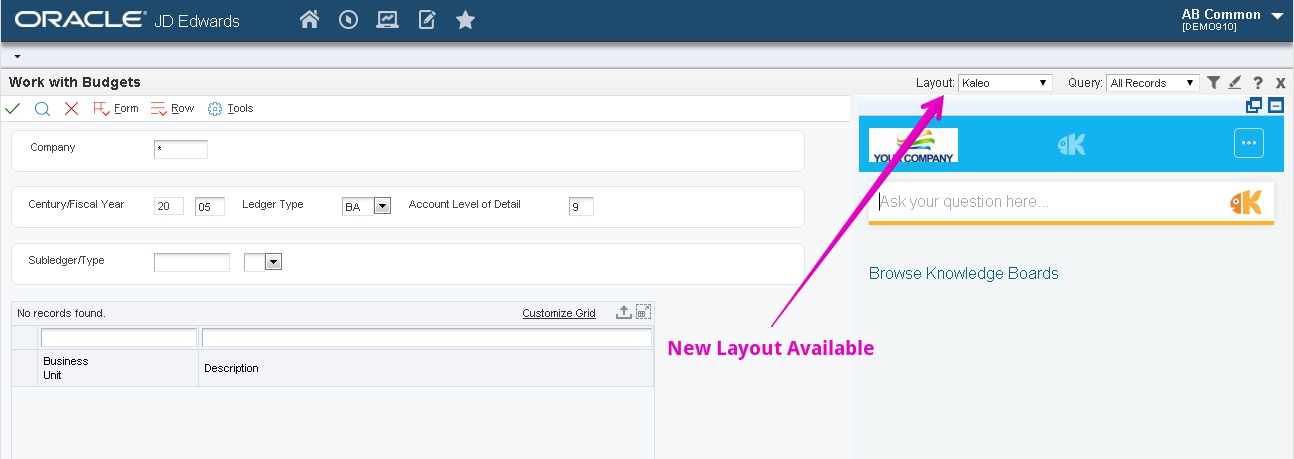 ORACLE® JD Edwards
AB Common
[DEMO910]
Work with Budgets
Layout: Kaleo
Query: All Records
Form Row Tools
Company *
YOUR COMPANY
K
Century/Fiscal Year 20 05 Ledger Type BA Account Level of Detail 9
Ask your question here...
K
Subledger/Type
Browse Knowledge Boards
No records found. Customize Grid
New Layout Available
Business
Unit
Description